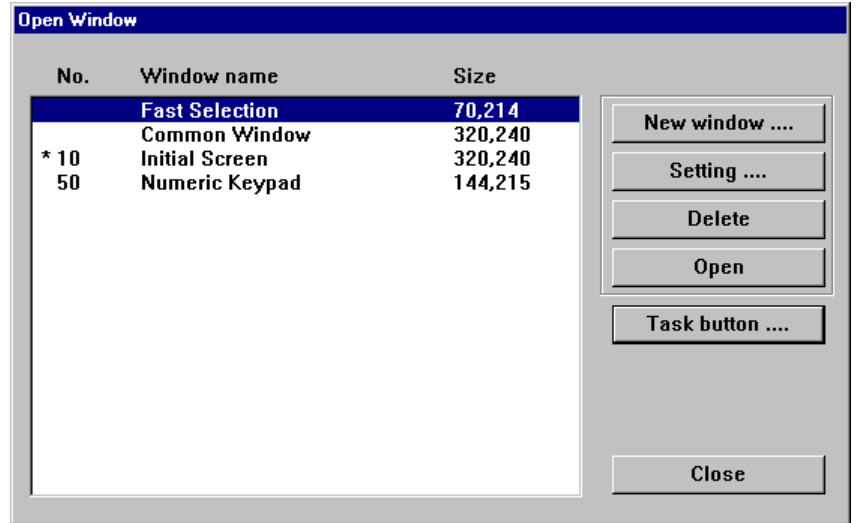 Open Window
No. Window name Size
Fast Selection 70,214
Common Window 320,240
* 10 Initial Screen 320,240
50 Numeric Keypad 144,215
New window ....
Setting ....
Delete
Open
Task button ....
Close